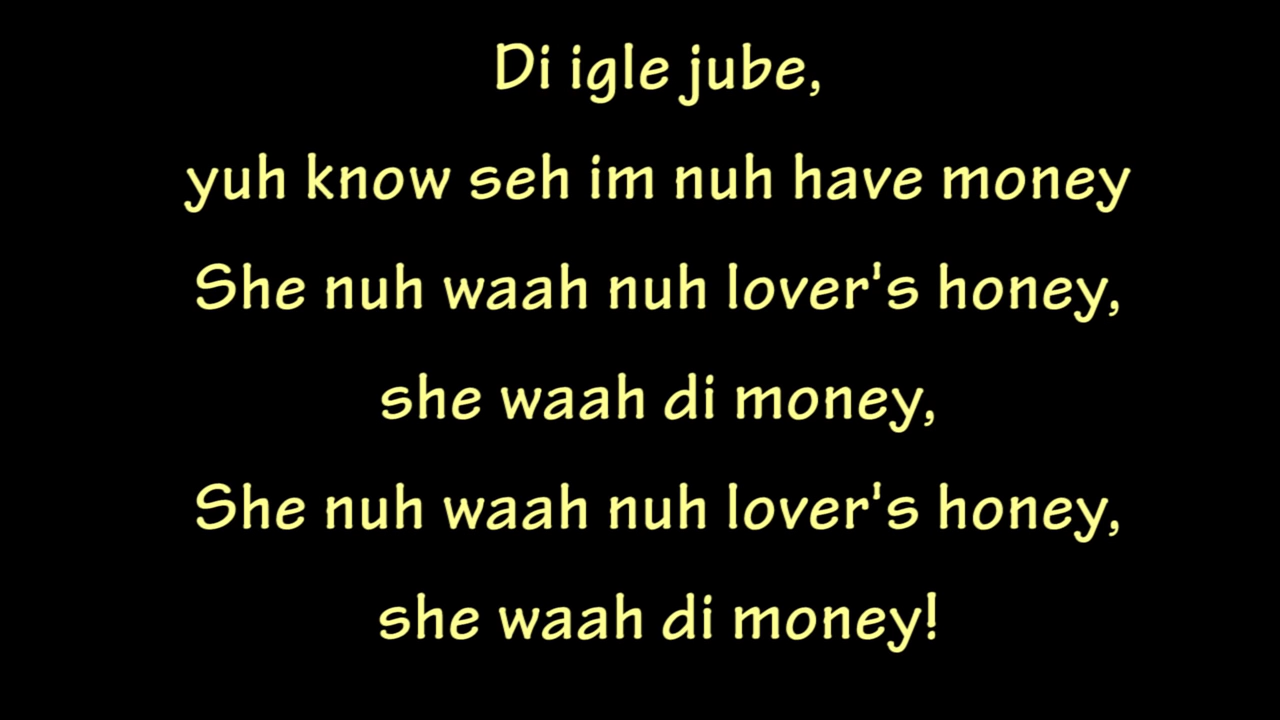 Di igle jube,
yuh know seh im nuh have money
She nuh waah nuh lover's honey,
she waah di money,
She nuh waah nuh lover's honey,
she waah di money!